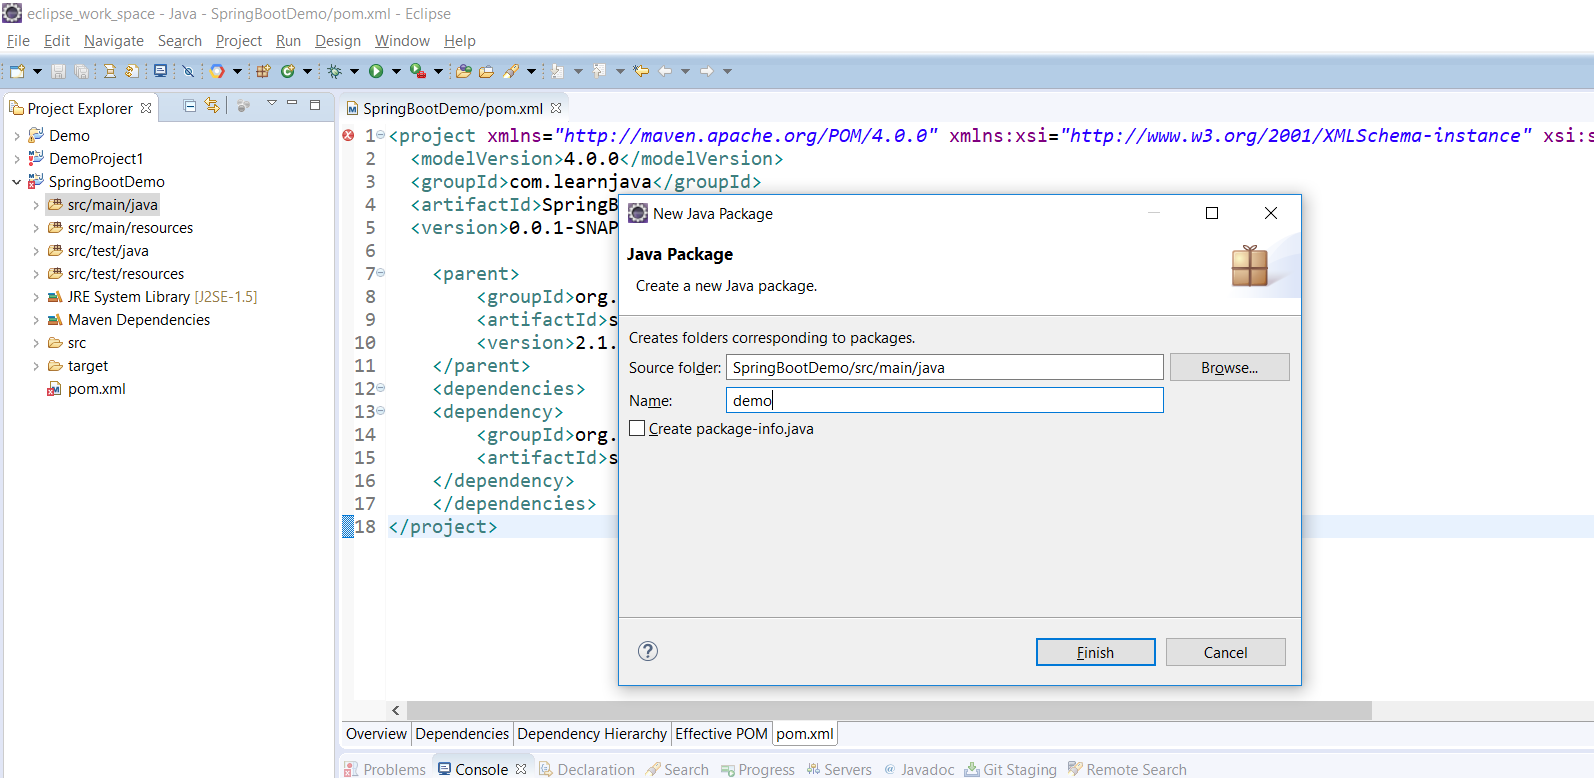 eclipse_work_space - Java - SpringBootDemo/pom.xml - Eclipse
File Edit Navigate Search Project Run Design Window Help
Project Explorer
Demo
DemoProject1
SpringBootDemo
src/main/java
src/main/resources
src/test/java
src/test/resources
JRE System Library [J2SE-1.5]
Maven Dependencies
src
target
pom.xml
SpringBootDemo/pom.xml
1 <project xmlns="http://maven.apache.org/POM/4.0.0" xmlns:xsi="http://www.w3.org/2001/XMLSchema-instance" xsi:s
2 <modelVersion>4.0.0</modelVersion>
3 <groupId>com.learnjava</groupId>
4 <artifactId>SpringB
5 <version>0.0.1-SNAP
6
7 <parent>
8 <groupId>org.
9 <artifactId>s
10 <version>2.1.
11 </parent>
12 <dependencies>
13 <dependency>
14 <groupId>org.
15 <artifactId>s
16 </dependency>
17 </dependencies>
18 </project>
New Java Package
Java Package
Create a new Java package.
Creates folders corresponding to packages.
Source folder: SpringBootDemo/src/main/java Browse...
Name: demo
Create package-info.java
Finish Cancel
Overview Dependencies Dependency Hierarchy Effective POM pom.xml
Problems Console Declaration Search Progress Servers Javadoc Git Staging Remote Search